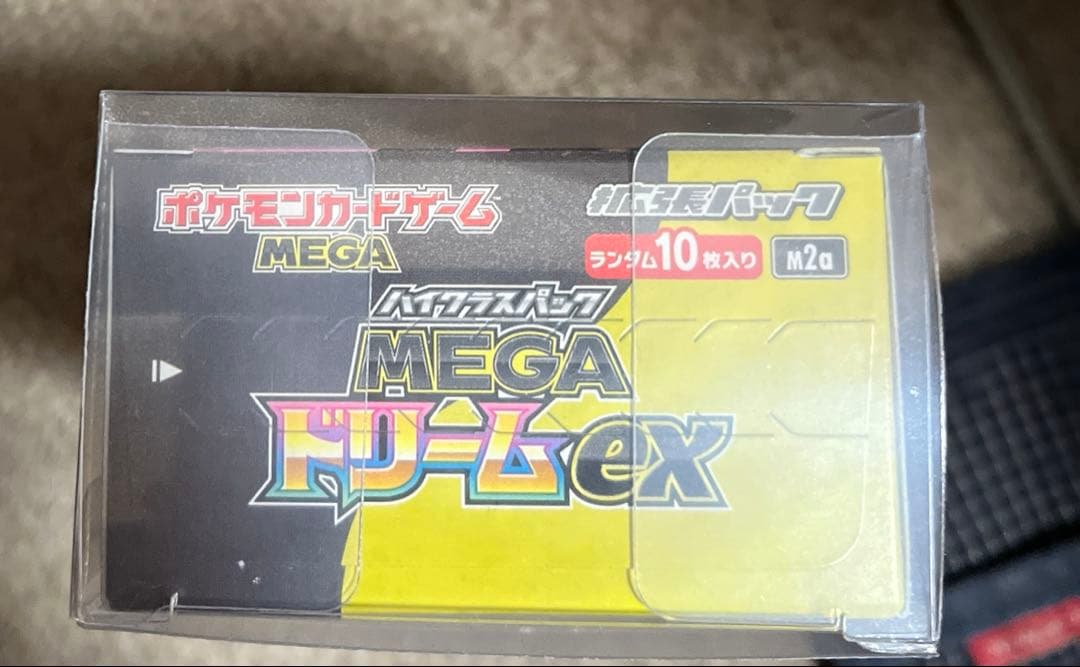 ポケモンカードゲーム
MEGA
拡張パック
ランダム10枚入り
M2a
ハイクラスパック
MEGA
ドリームex